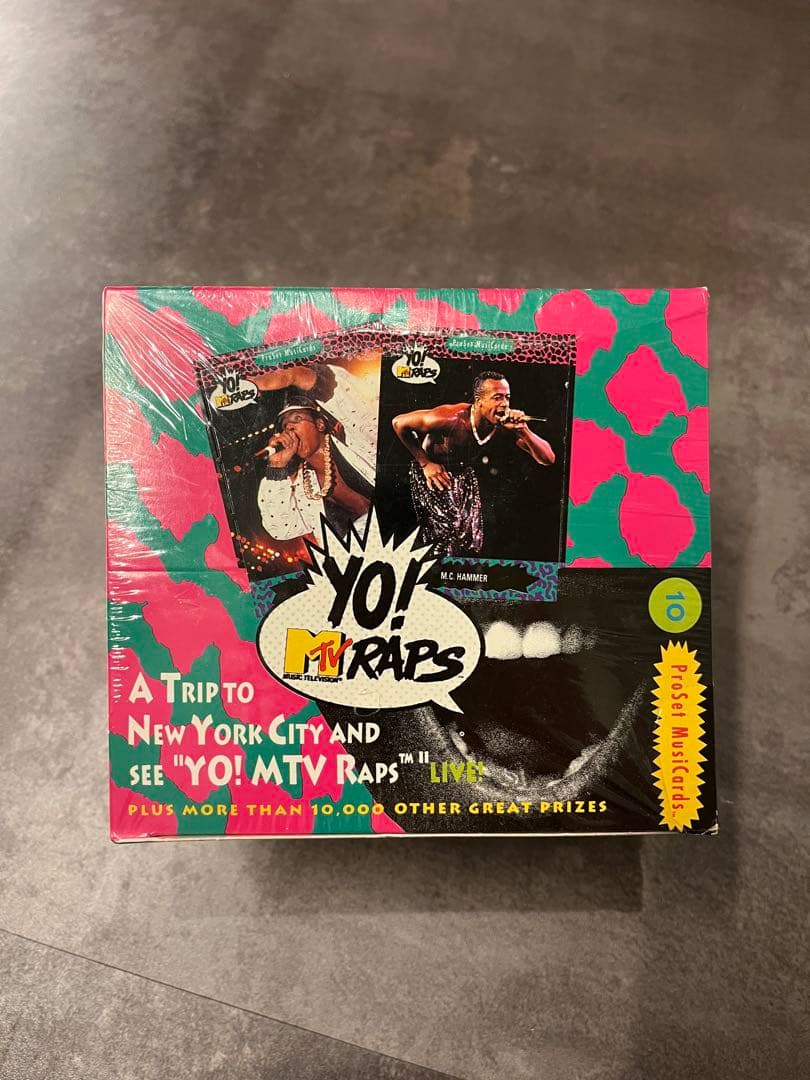 ProSet MusiCards
ProSet MusiCards
YO!
MTV RAPS
YO!
MTV RAPS
M.C. HAMMER
YO!
MTV RAPS
MUSIC TELEVISION®
10
ProSet MusiCards™
A TRIP TO
NEW YORK CITY AND
SEE "YO! MTV RAPS™" LIVE!
PLUS MORE THAN 10,000 OTHER GREAT PRIZES